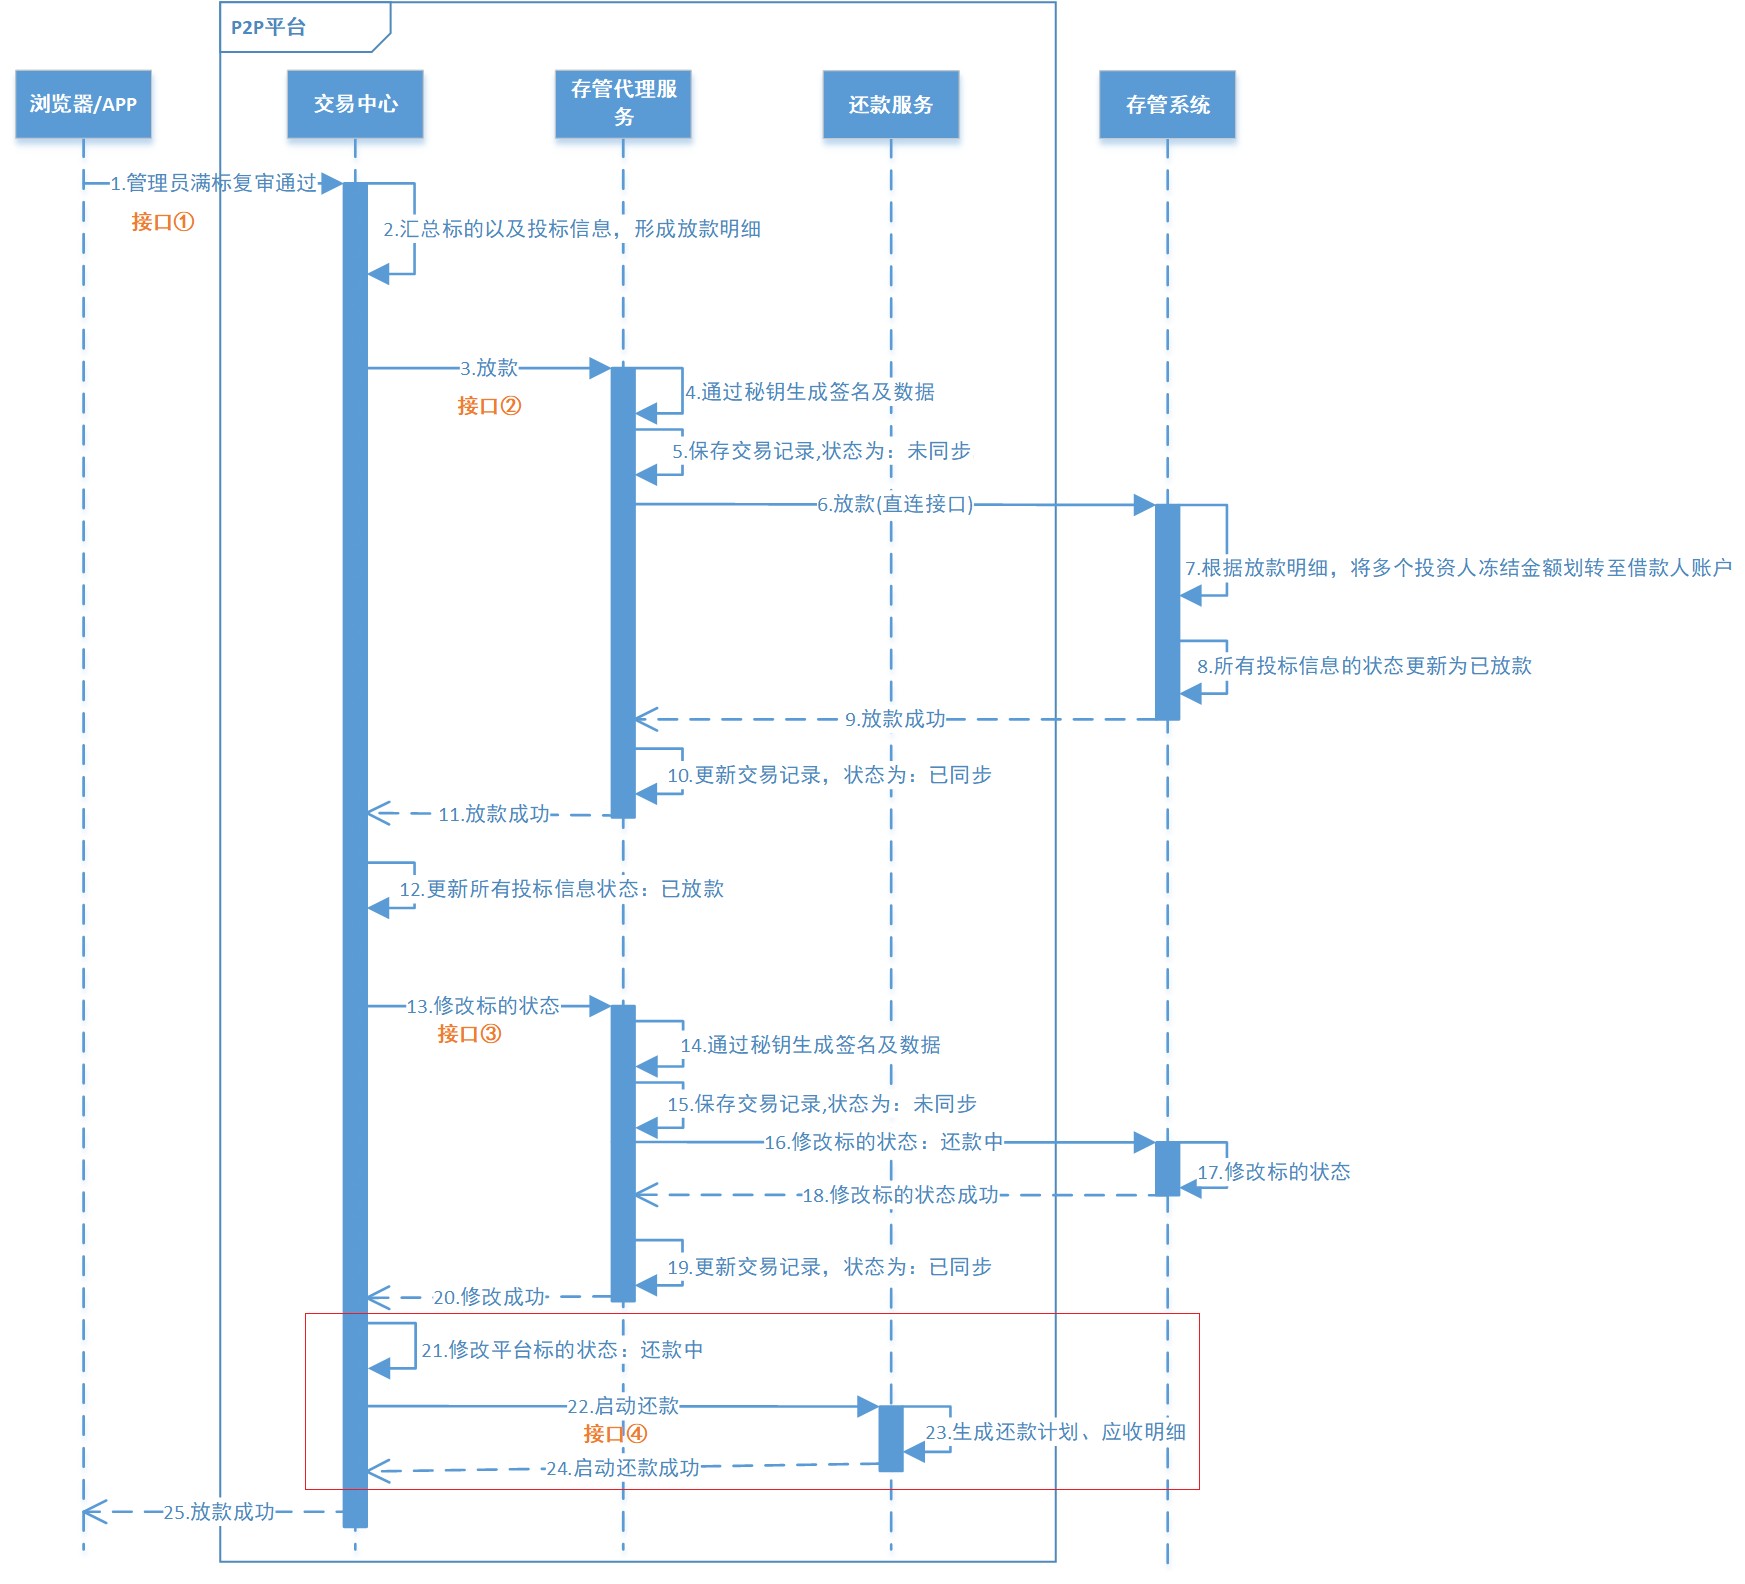 P2P平台
浏览器/APP
交易中心
存管代理服
务
还款服务
存管系统
1.管理员满标复审通过
接口①
2.汇总标的以及投标信息，形成放款明细
3.放款
接口②
4.通过秘钥生成签名及数据
5.保存交易记录,状态为：未同步
6.放款(直连接口)
7.根据放款明细，将多个投资人冻结金额划转至借款人账户
8.所有投标信息的状态更新为已放款
9.放款成功
10.更新交易记录，状态为：已同步
11.放款成功
12.更新所有投标信息状态：已放款
13.修改标的状态
接口③
14.通过秘钥生成签名及数据
15.保存交易记录,状态为：未同步
16.修改标的状态：还款中
17.修改标的状态
18.修改标的状态成功
19.更新交易记录，状态为：已同步
20.修改成功
21.修改平台标的状态：还款中
22.启动还款
接口④
23.生成还款计划、应收明细
24.启动还款成功
25.放款成功